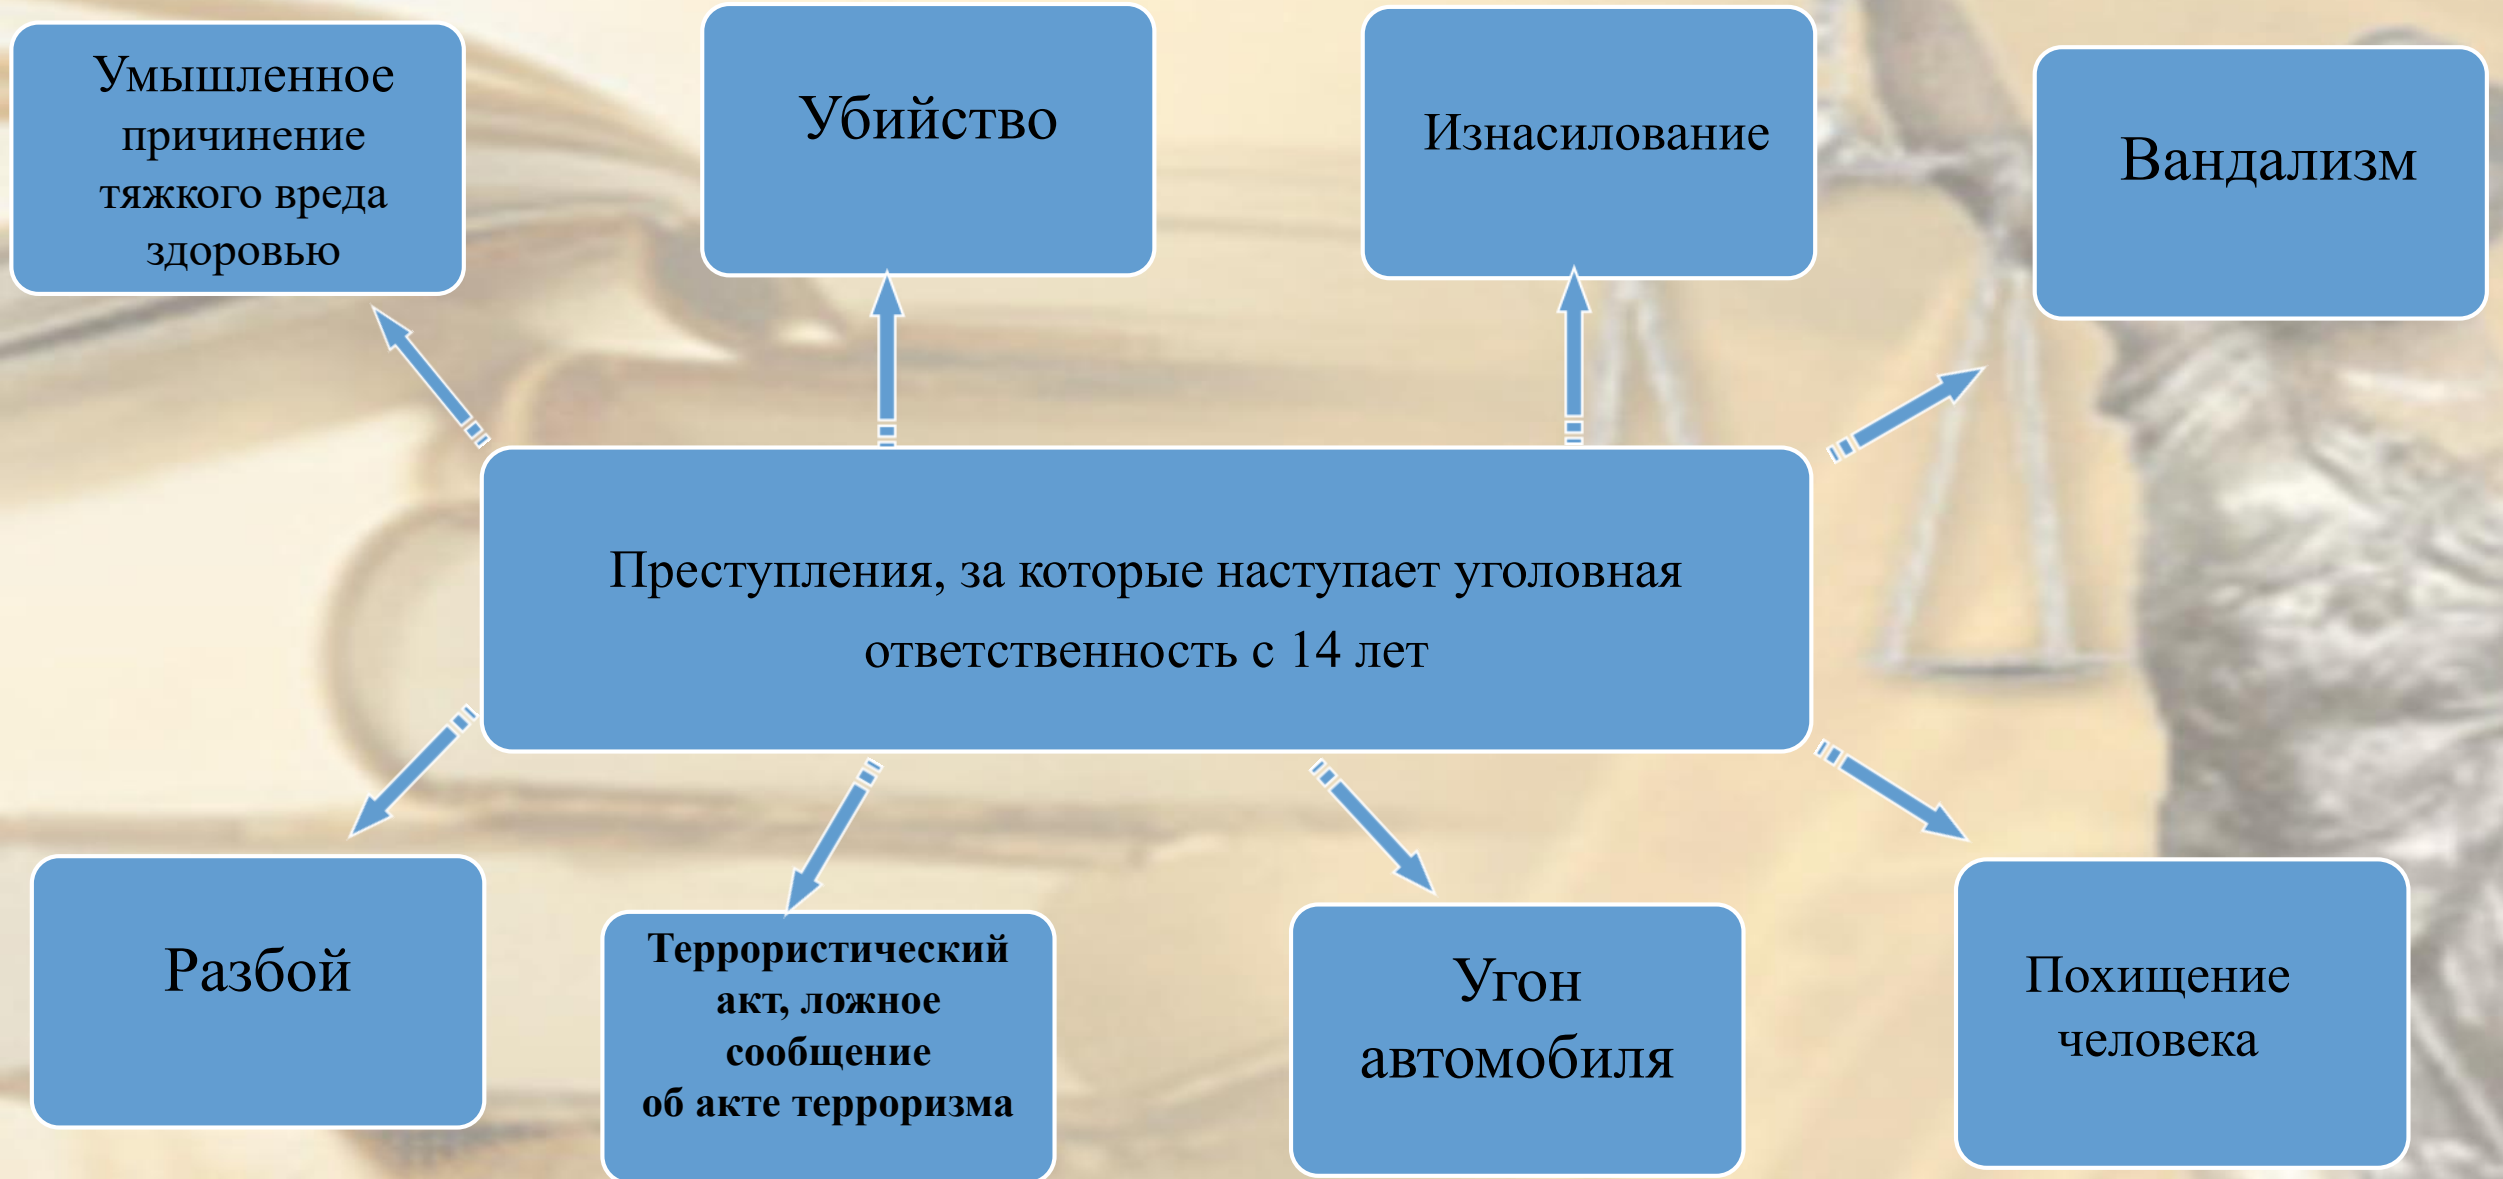 Умышленное
причинение
тяжкого вреда
здоровью
Убийство
Изнасилование
Вандализм
Преступления, за которые наступает уголовная
ответственность с 14 лет
Разбой
Террористический
акт, ложное
сообщение
об акте терроризма
Угон
автомобиля
Похищение
человека